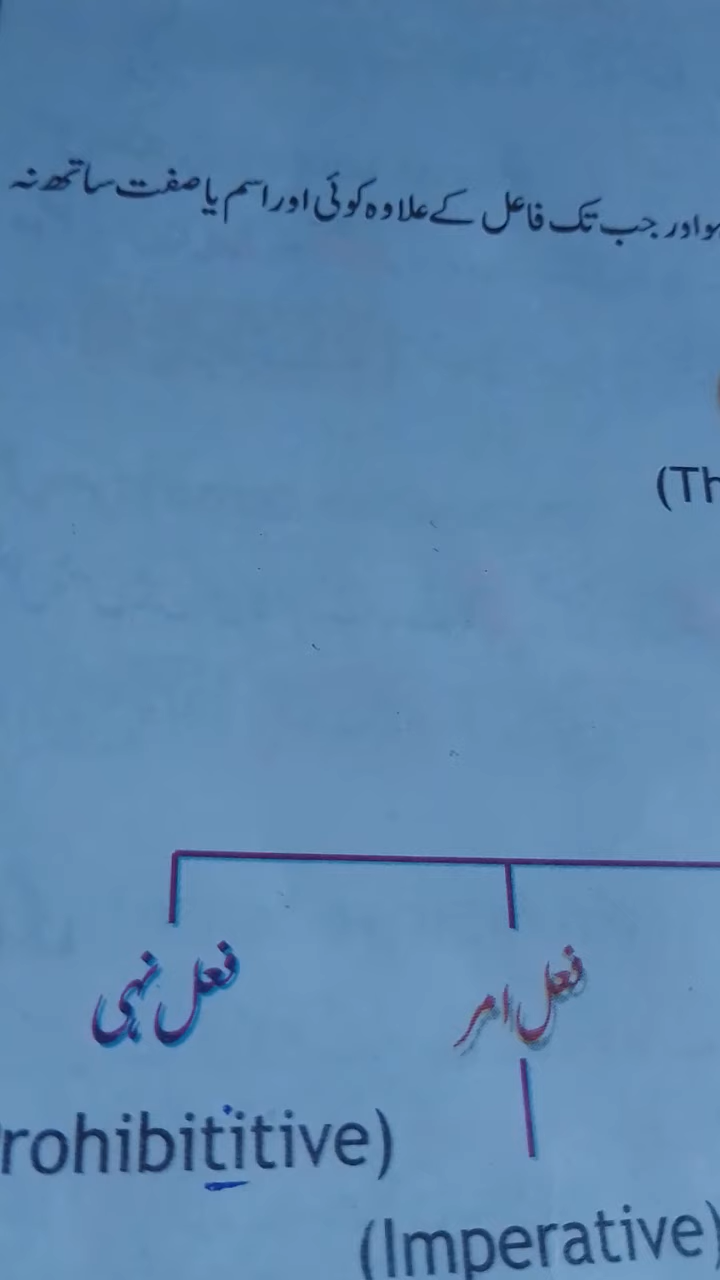 اور جب تک فاعل کے علاوہ کوئی اور اسم یا صفت ساتھ نہ
(Th
فعل امر
فعل نہی
rohibititive)
(Imperative)